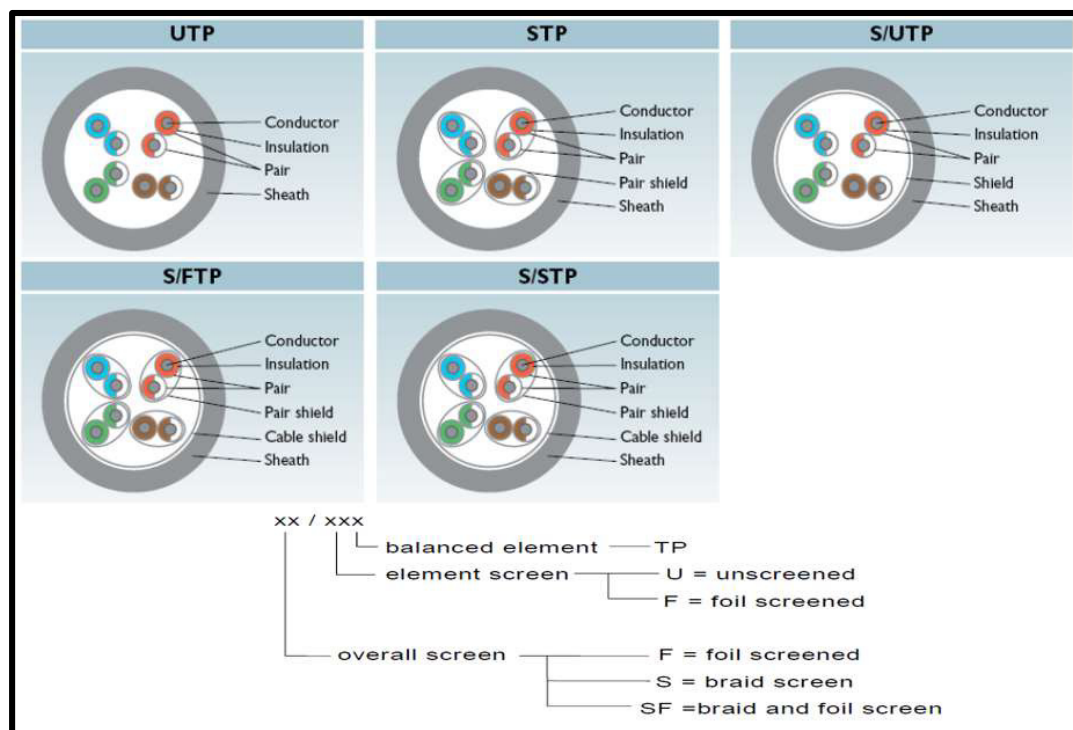 UTP
Conductor
Insulation
Pair
Sheath
STP
Conductor
Insulation
Pair
Pair shield
Sheath
S/UTP
Conductor
Insulation
Pair
Shield
Sheath
S/FTP
Conductor
Insulation
Pair
Pair shield
Cable shield
Sheath
S/STP
Conductor
Insulation
Pair
Pair shield
Cable shield
Sheath
xx / xxx
balanced element TP
element screen U = unscreened
F = foil screened
overall screen F = foil screened
S = braid screen
SF =braid and foil screen